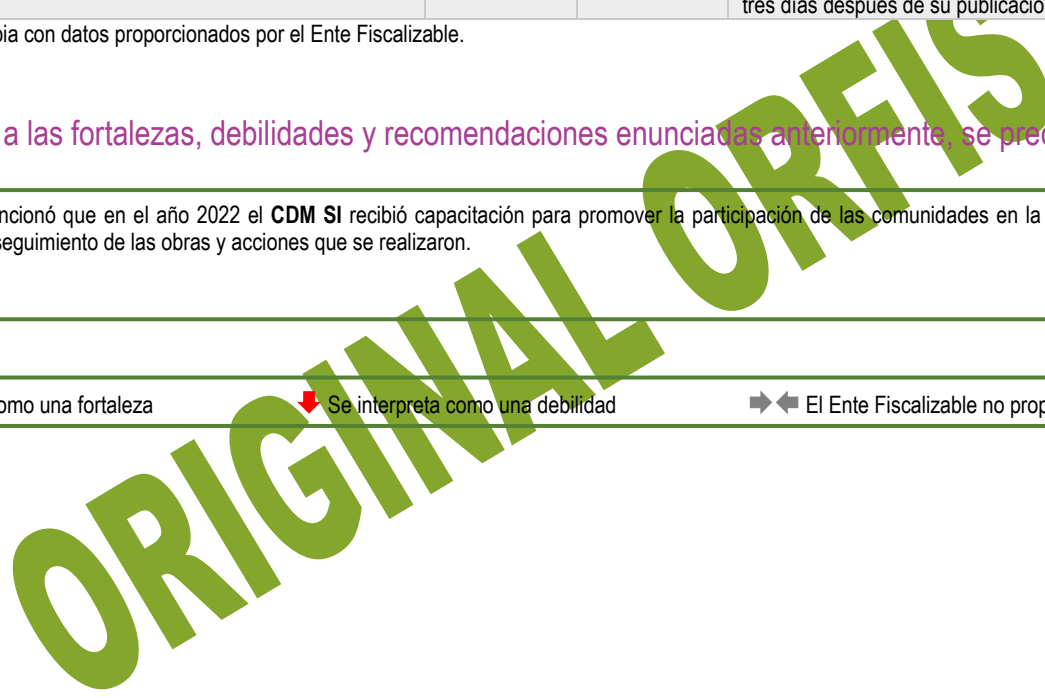 tres días después de su publicació
pia con datos proporcionados por el Ente Fiscalizable.
a las fortalezas, debilidades y recomendaciones enunciadas anteriormente, se prec
ncionó que en el año 2022 el CDM SI recibió capacitación para promover la participación de las comunidades en la
seguimiento de las obras y acciones que se realizaron.
omo una fortaleza Se interpreta como una debilidad El Ente Fiscalizable no prop
ORIGINAL ORFIS